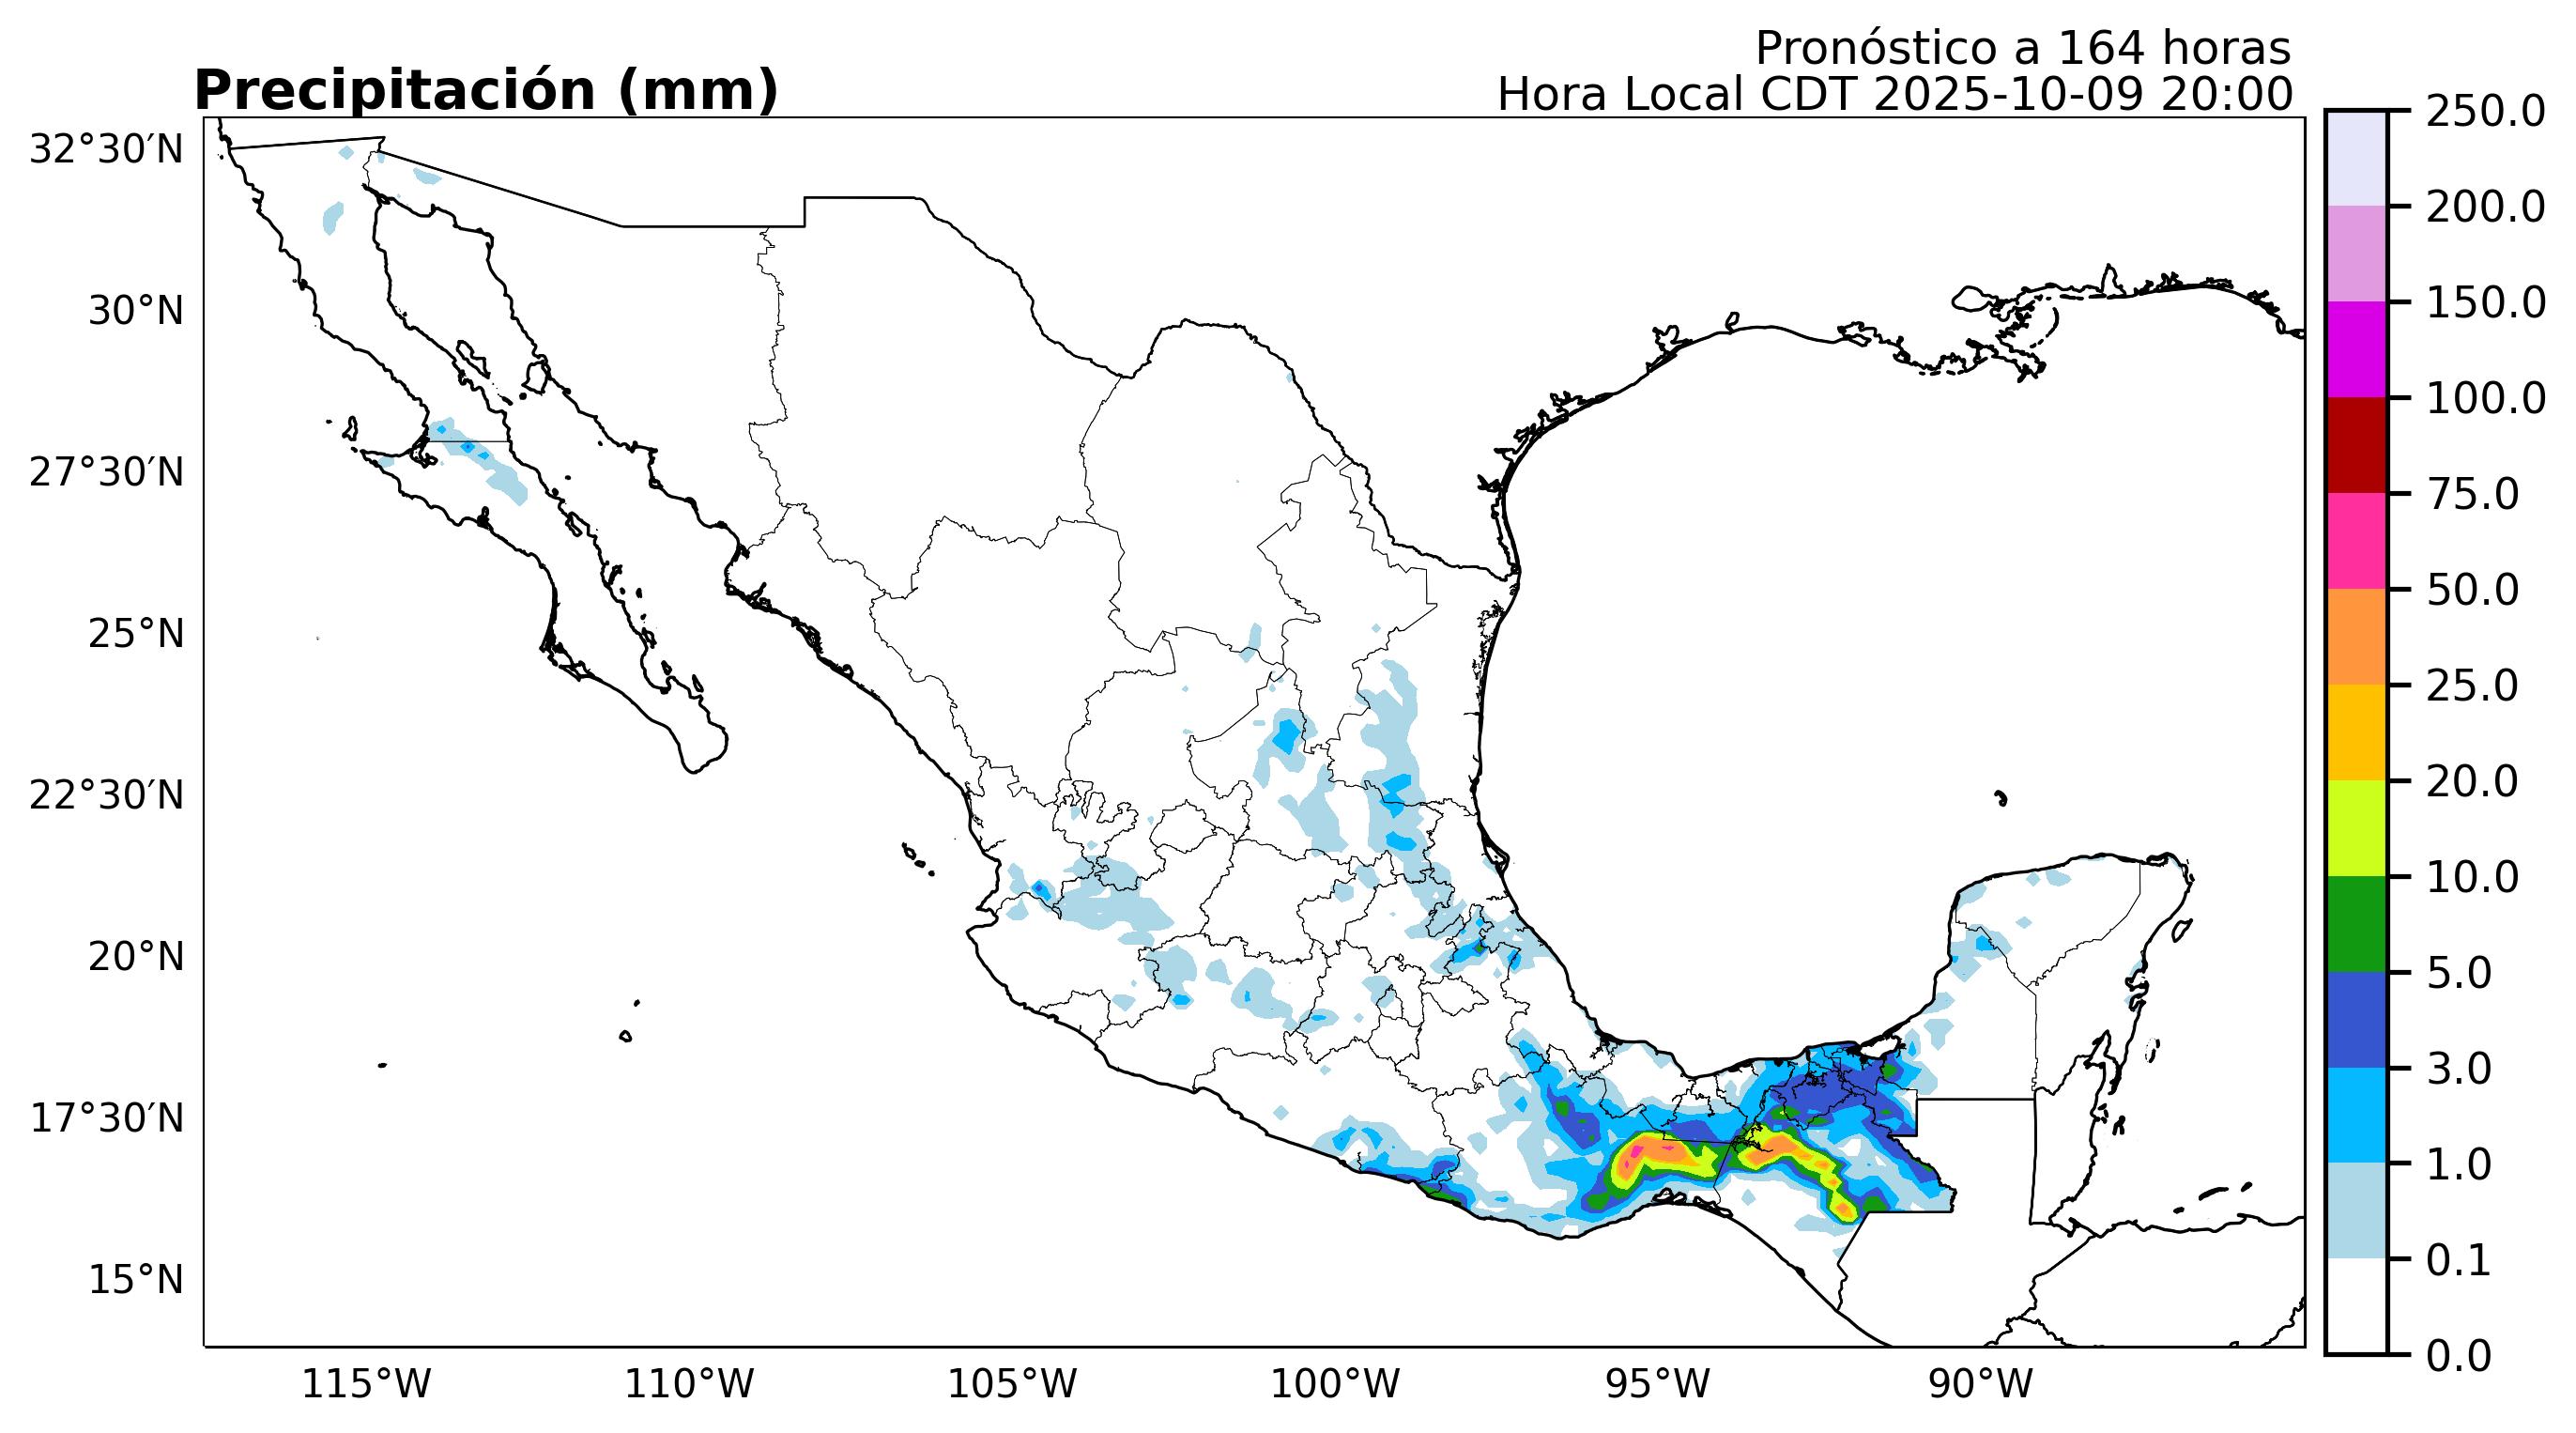 Pronóstico a 164 horas
Precipitación (mm)
Hora Local CDT 2025-10-09 20:00
32°30′N
30°N
27°30′N
25°N
22°30′N
20°N
17°30′N
15°N
115°W
110°W
105°W
100°W
95°W
90°W
250.0
200.0
150.0
100.0
75.0
50.0
25.0
20.0
10.0
5.0
3.0
1.0
0.1
0.0